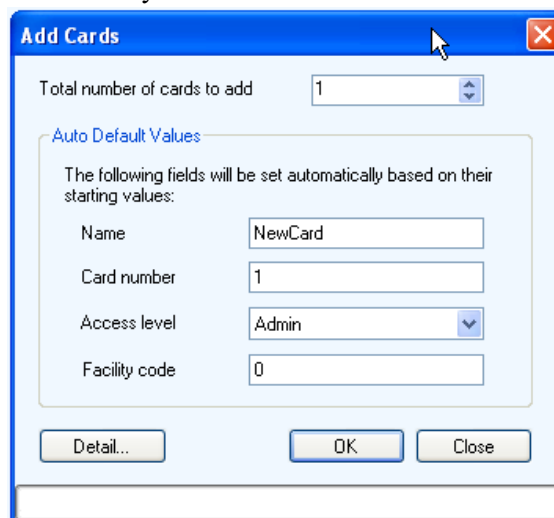 Add Cards
Total number of cards to add 1
Auto Default Values
The following fields will be set automatically based on their
starting values:
Name NewCard
Card number 1
Access level Admin
Facility code 0
Detail... OK Close